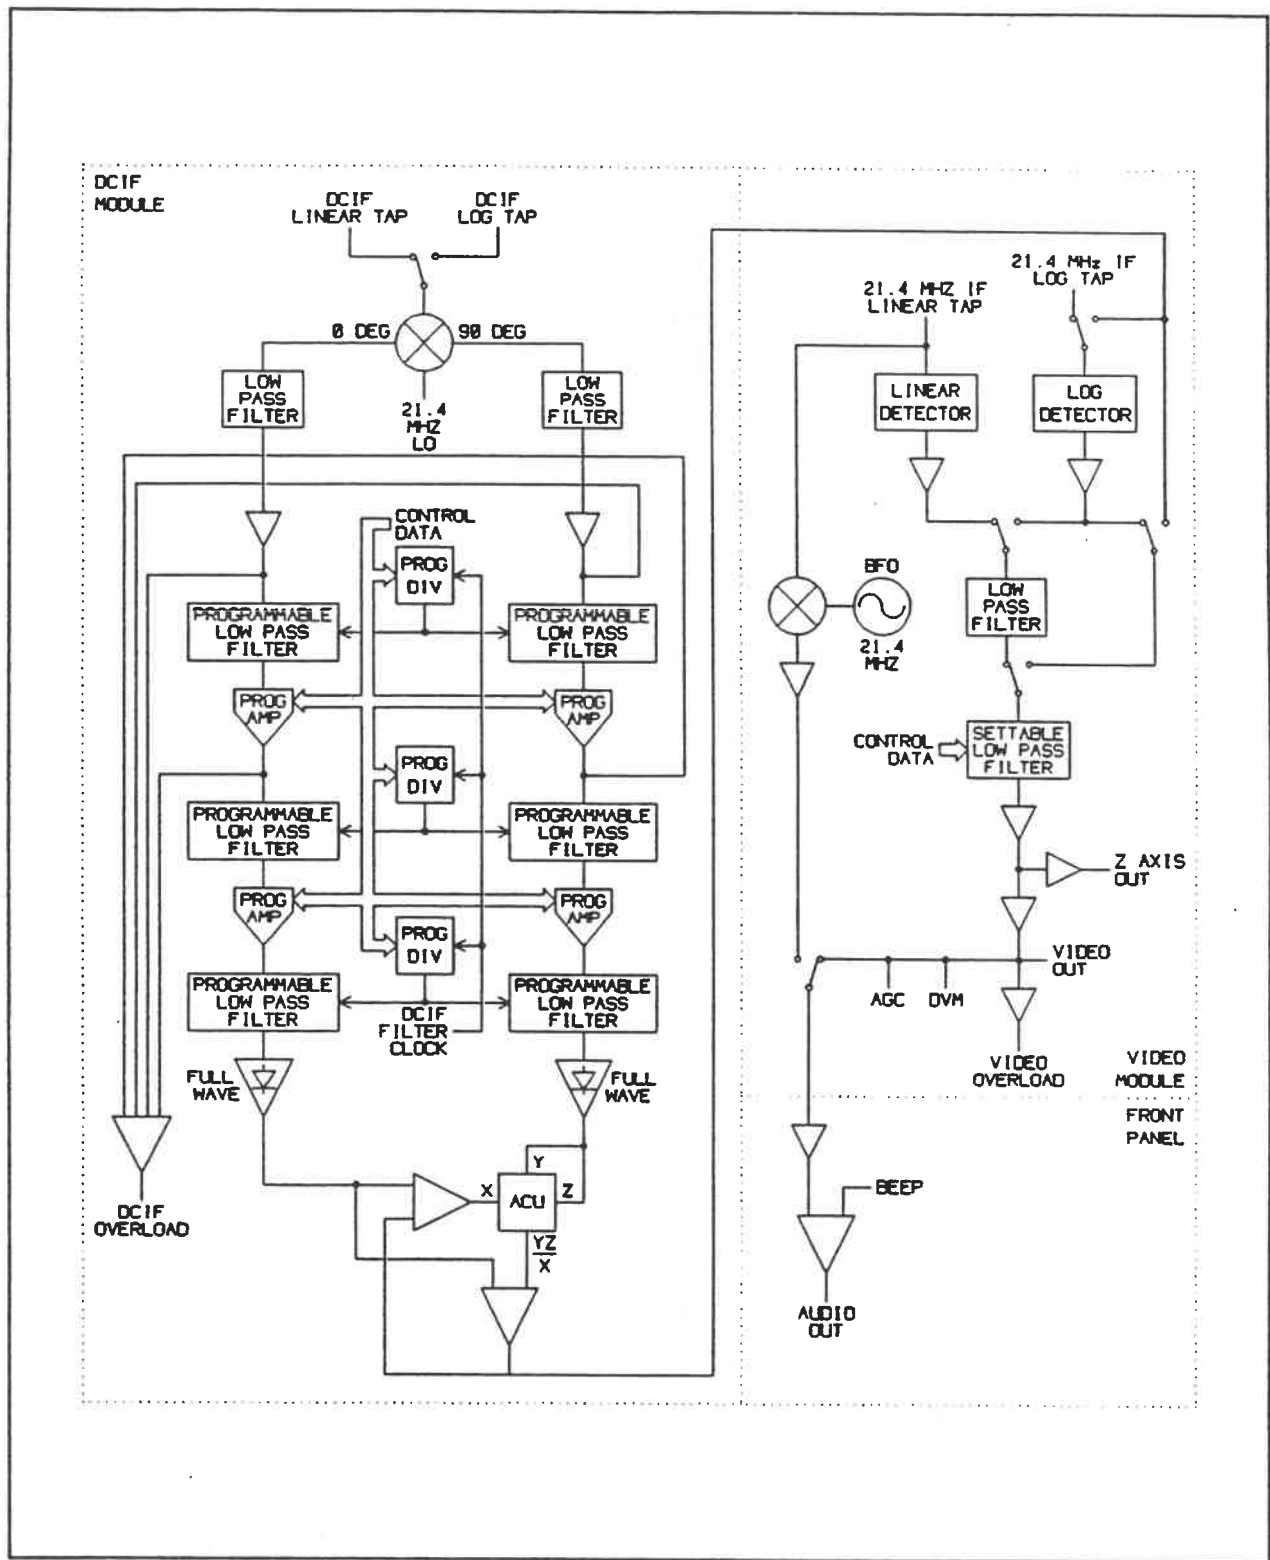 DCIF
MODULE
DCIF
LINEAR TAP
DCIF
LOG TAP
0 DEG
90 DEG
LOW
PASS
FILTER
21.4
MHZ
LO
LOW
PASS
FILTER
CONTROL
DATA
PROG
DIV
PROGRAMMABLE
LOW PASS
FILTER
PROGRAMMABLE
LOW PASS
FILTER
PROG
AMP
PROG
AMP
PROG
DIV
PROGRAMMABLE
LOW PASS
FILTER
PROGRAMMABLE
LOW PASS
FILTER
PROG
AMP
PROG
AMP
PROG
DIV
PROGRAMMABLE
LOW PASS
FILTER
PROGRAMMABLE
LOW PASS
FILTER
DCIF
FILTER
CLOCK
FULL
WAVE
FULL
WAVE
DCIF
OVERLOAD
X
Y
ACU
Z
YZ
X
21.4 MHZ IF
LINEAR TAP
21.4 MHz IF
LOG TAP
LINEAR
DETECTOR
LOG
DETECTOR
BFO
21.4
MHZ
LOW
PASS
FILTER
CONTROL
DATA
SETTABLE
LOW PASS
FILTER
Z AXIS
OUT
VIDEO
OUT
AGC
DVM
VIDEO
OVERLOAD
VIDEO
MODULE
FRONT
PANEL
BEEP
AUDIO
OUT